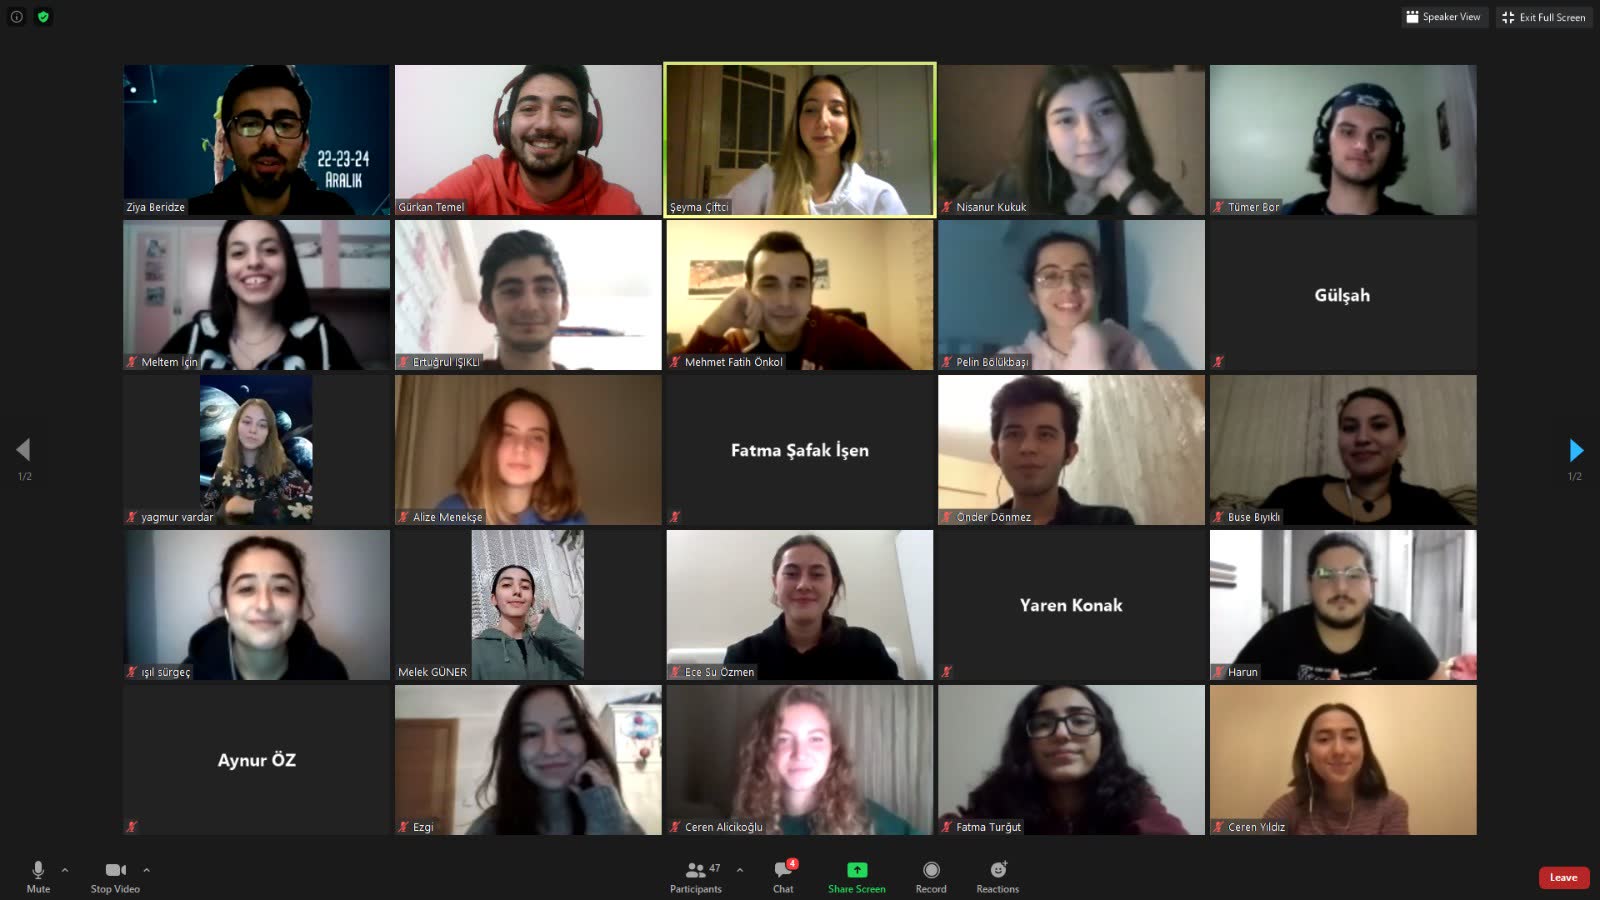 Speaker View
Exit Full Screen
22-23-24
ARALIK
Ziya Beridze
Gürkan Temel
Şeyma Çiftci
Nisanur Kukuk
Tümer Bor
Meltem İçin
Ertuğrul IŞIKLI
Mehmet Fatih Önkol
Pelin Bölükbaşı
Gülşah
yagmur vardar
Alize Menekşe
Fatma Şafak İşen
Önder Dönmez
Buse Bıyıklı
1/2
1/2
ışıl sürgeç
Melek GÜNER
Ece Su Özmen
Yaren Konak
Harun
Aynur ÖZ
Ezgi
Ceren Alicikoğlu
Fatma Turğut
Ceren Yıldız
Mute
Stop Video
47
Participants
4
Chat
Share Screen
Record
Reactions
Leave